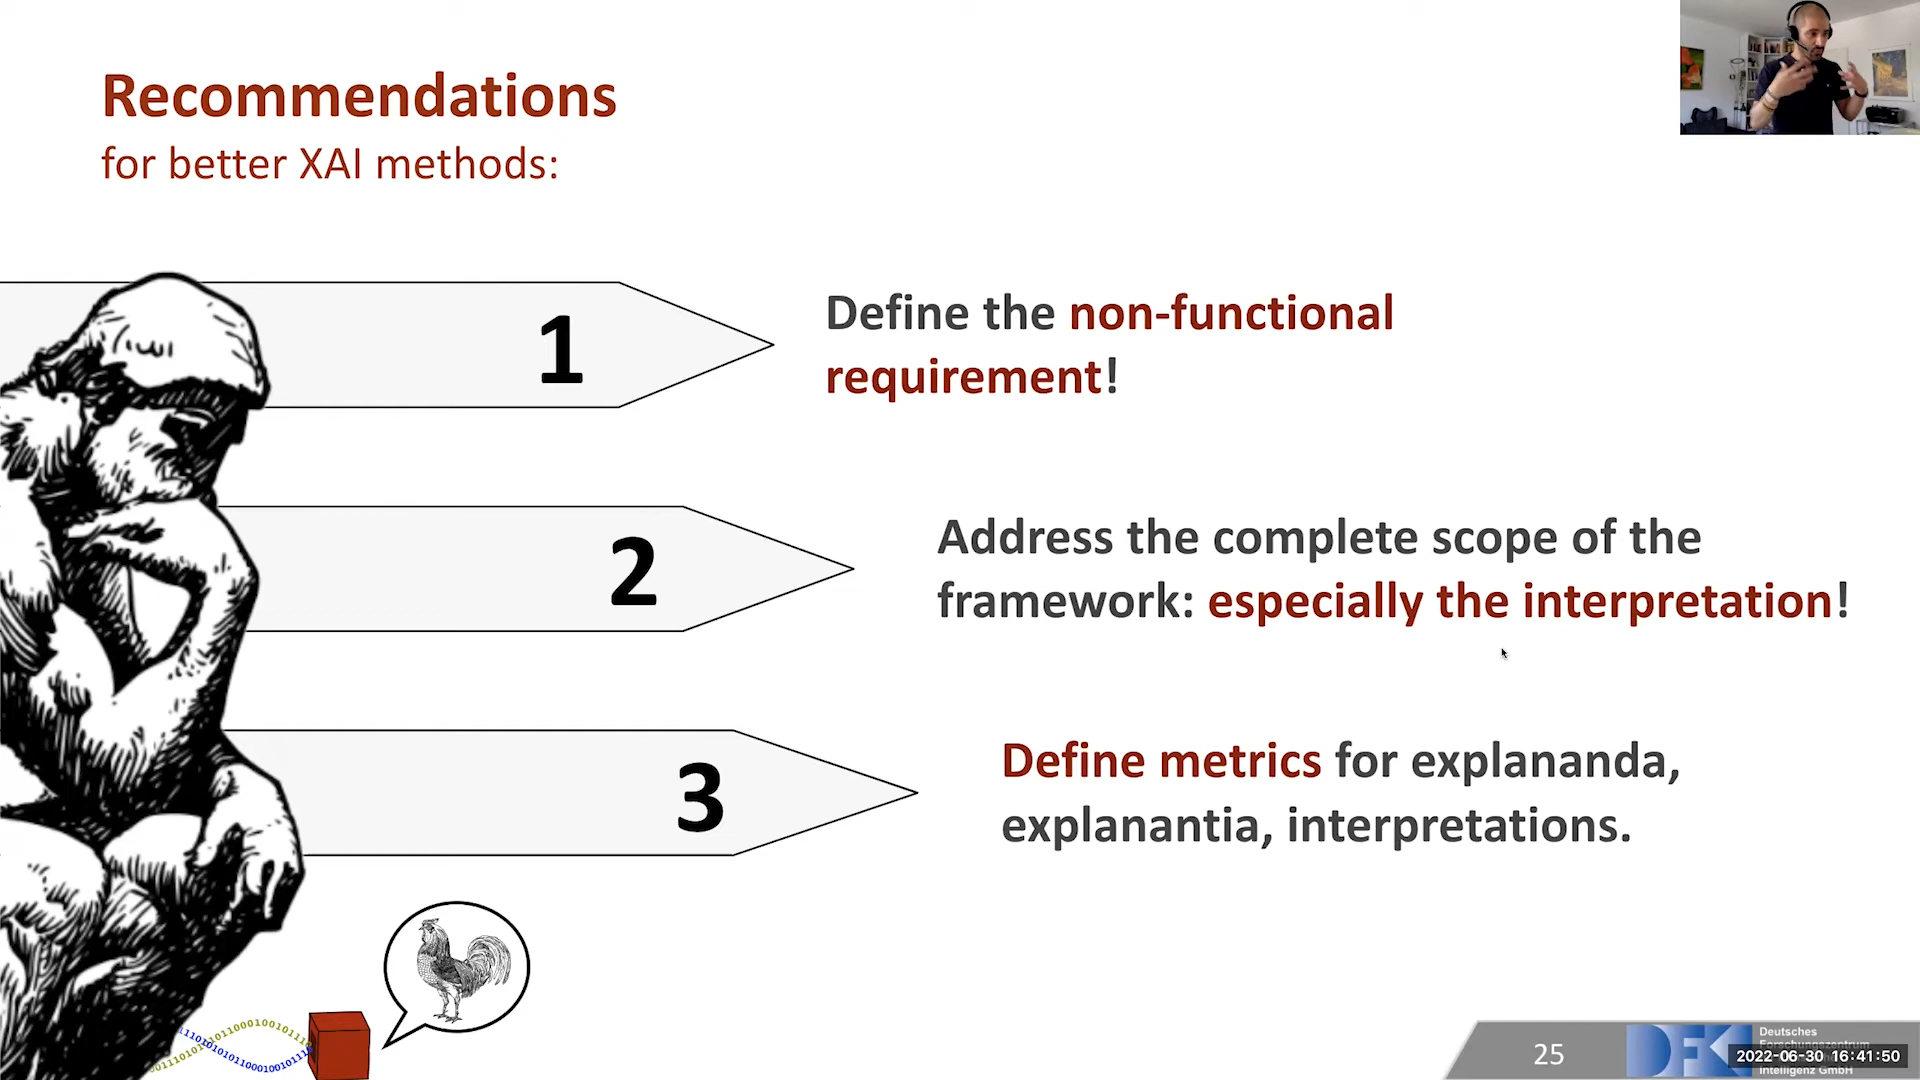 Recommendations
for better XAI methods:
1
Define the non-functional
requirement!
2
Address the complete scope of the
framework: especially the interpretation!
3
Define metrics for explananda,
explanantia, interpretations.
25
DFK
Deutsches
Forschungszentrum
2022-06-30 16:41:50
Intelligenz GmbH